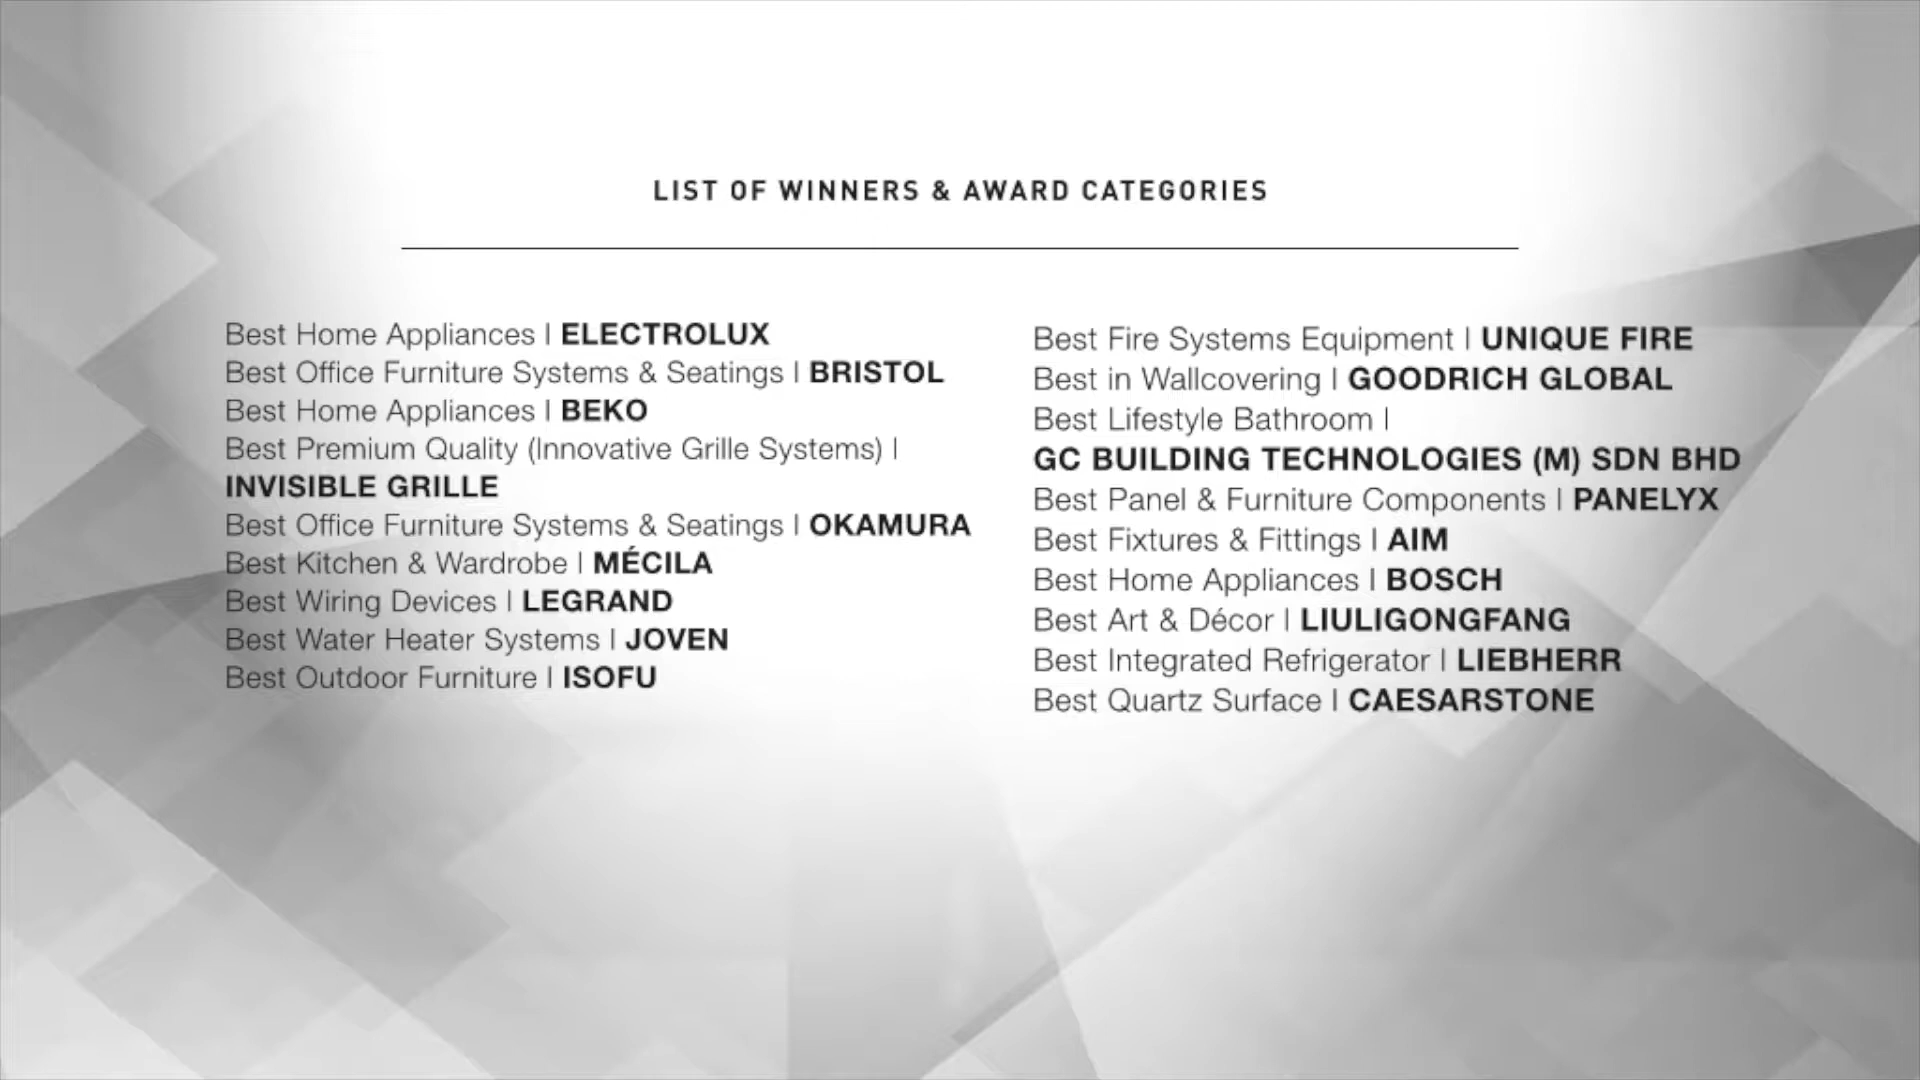 LIST OF WINNERS & AWARD CATEGORIES
Best Home Appliances | ELECTROLUX
Best Office Furniture Systems & Seatings | BRISTOL
Best Home Appliances | BEKO
Best Premium Quality (Innovative Grille Systems) |
INVISIBLE GRILLE
Best Office Furniture Systems & Seatings | OKAMURA
Best Kitchen & Wardrobe | MÉCILA
Best Wiring Devices | LEGRAND
Best Water Heater Systems | JOVEN
Best Outdoor Furniture | ISOFU
Best Fire Systems Equipment | UNIQUE FIRE
Best in Wallcovering | GOODRICH GLOBAL
Best Lifestyle Bathroom |
GC BUILDING TECHNOLOGIES (M) SDN BHD
Best Panel & Furniture Components | PANELYX
Best Fixtures & Fittings | AIM
Best Home Appliances | BOSCH
Best Art & Décor | LIULIGONGFANG
Best Integrated Refrigerator | LIEBHERR
Best Quartz Surface | CAESARSTONE